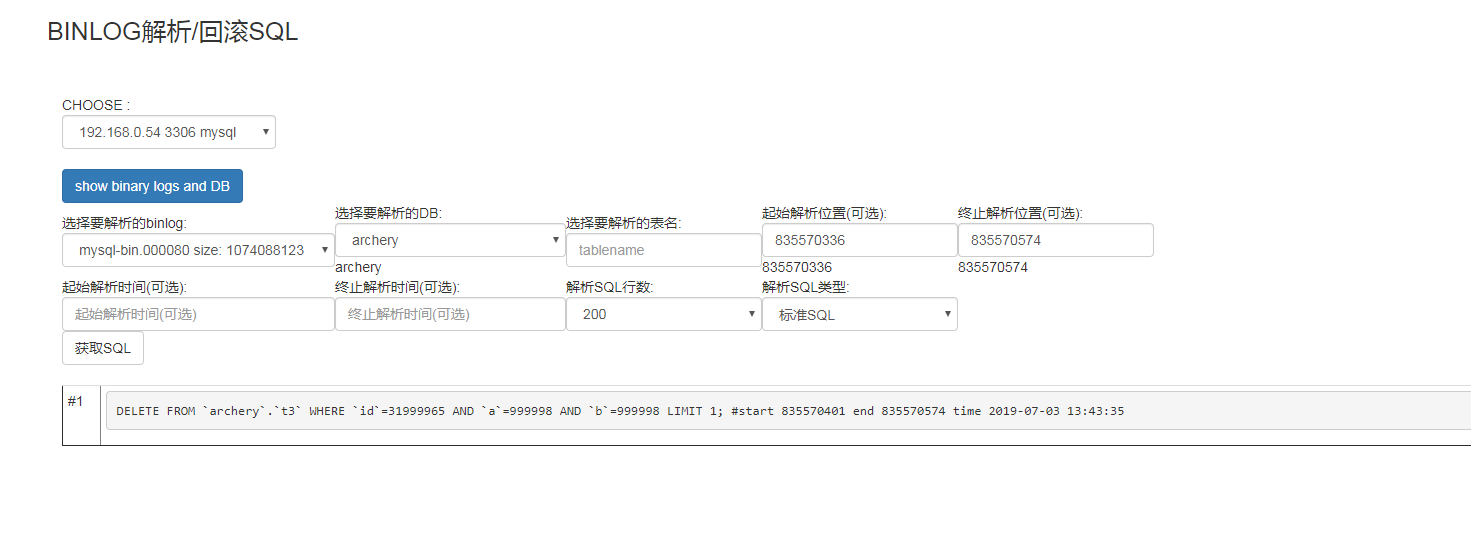 BINLOG解析/回滚SQL
CHOOSE :
192.168.0.54 3306 mysql
show binary logs and DB
选择要解析的binlog: 选择要解析的DB: 选择要解析的表名: 起始解析位置(可选): 终止解析位置(可选):
mysql-bin.000080 size: 1074088123 archery tablename 835570336 835570574
archery 835570336 835570574
起始解析时间(可选): 终止解析时间(可选): 解析SQL行数: 解析SQL类型:
起始解析时间(可选) 终止解析时间(可选) 200 标准SQL
获取SQL
#1 DELETE FROM `archery`.`t3` WHERE `id`=31999965 AND `a`=999998 AND `b`=999998 LIMIT 1; #start 835570401 end 835570574 time 2019-07-03 13:43:35